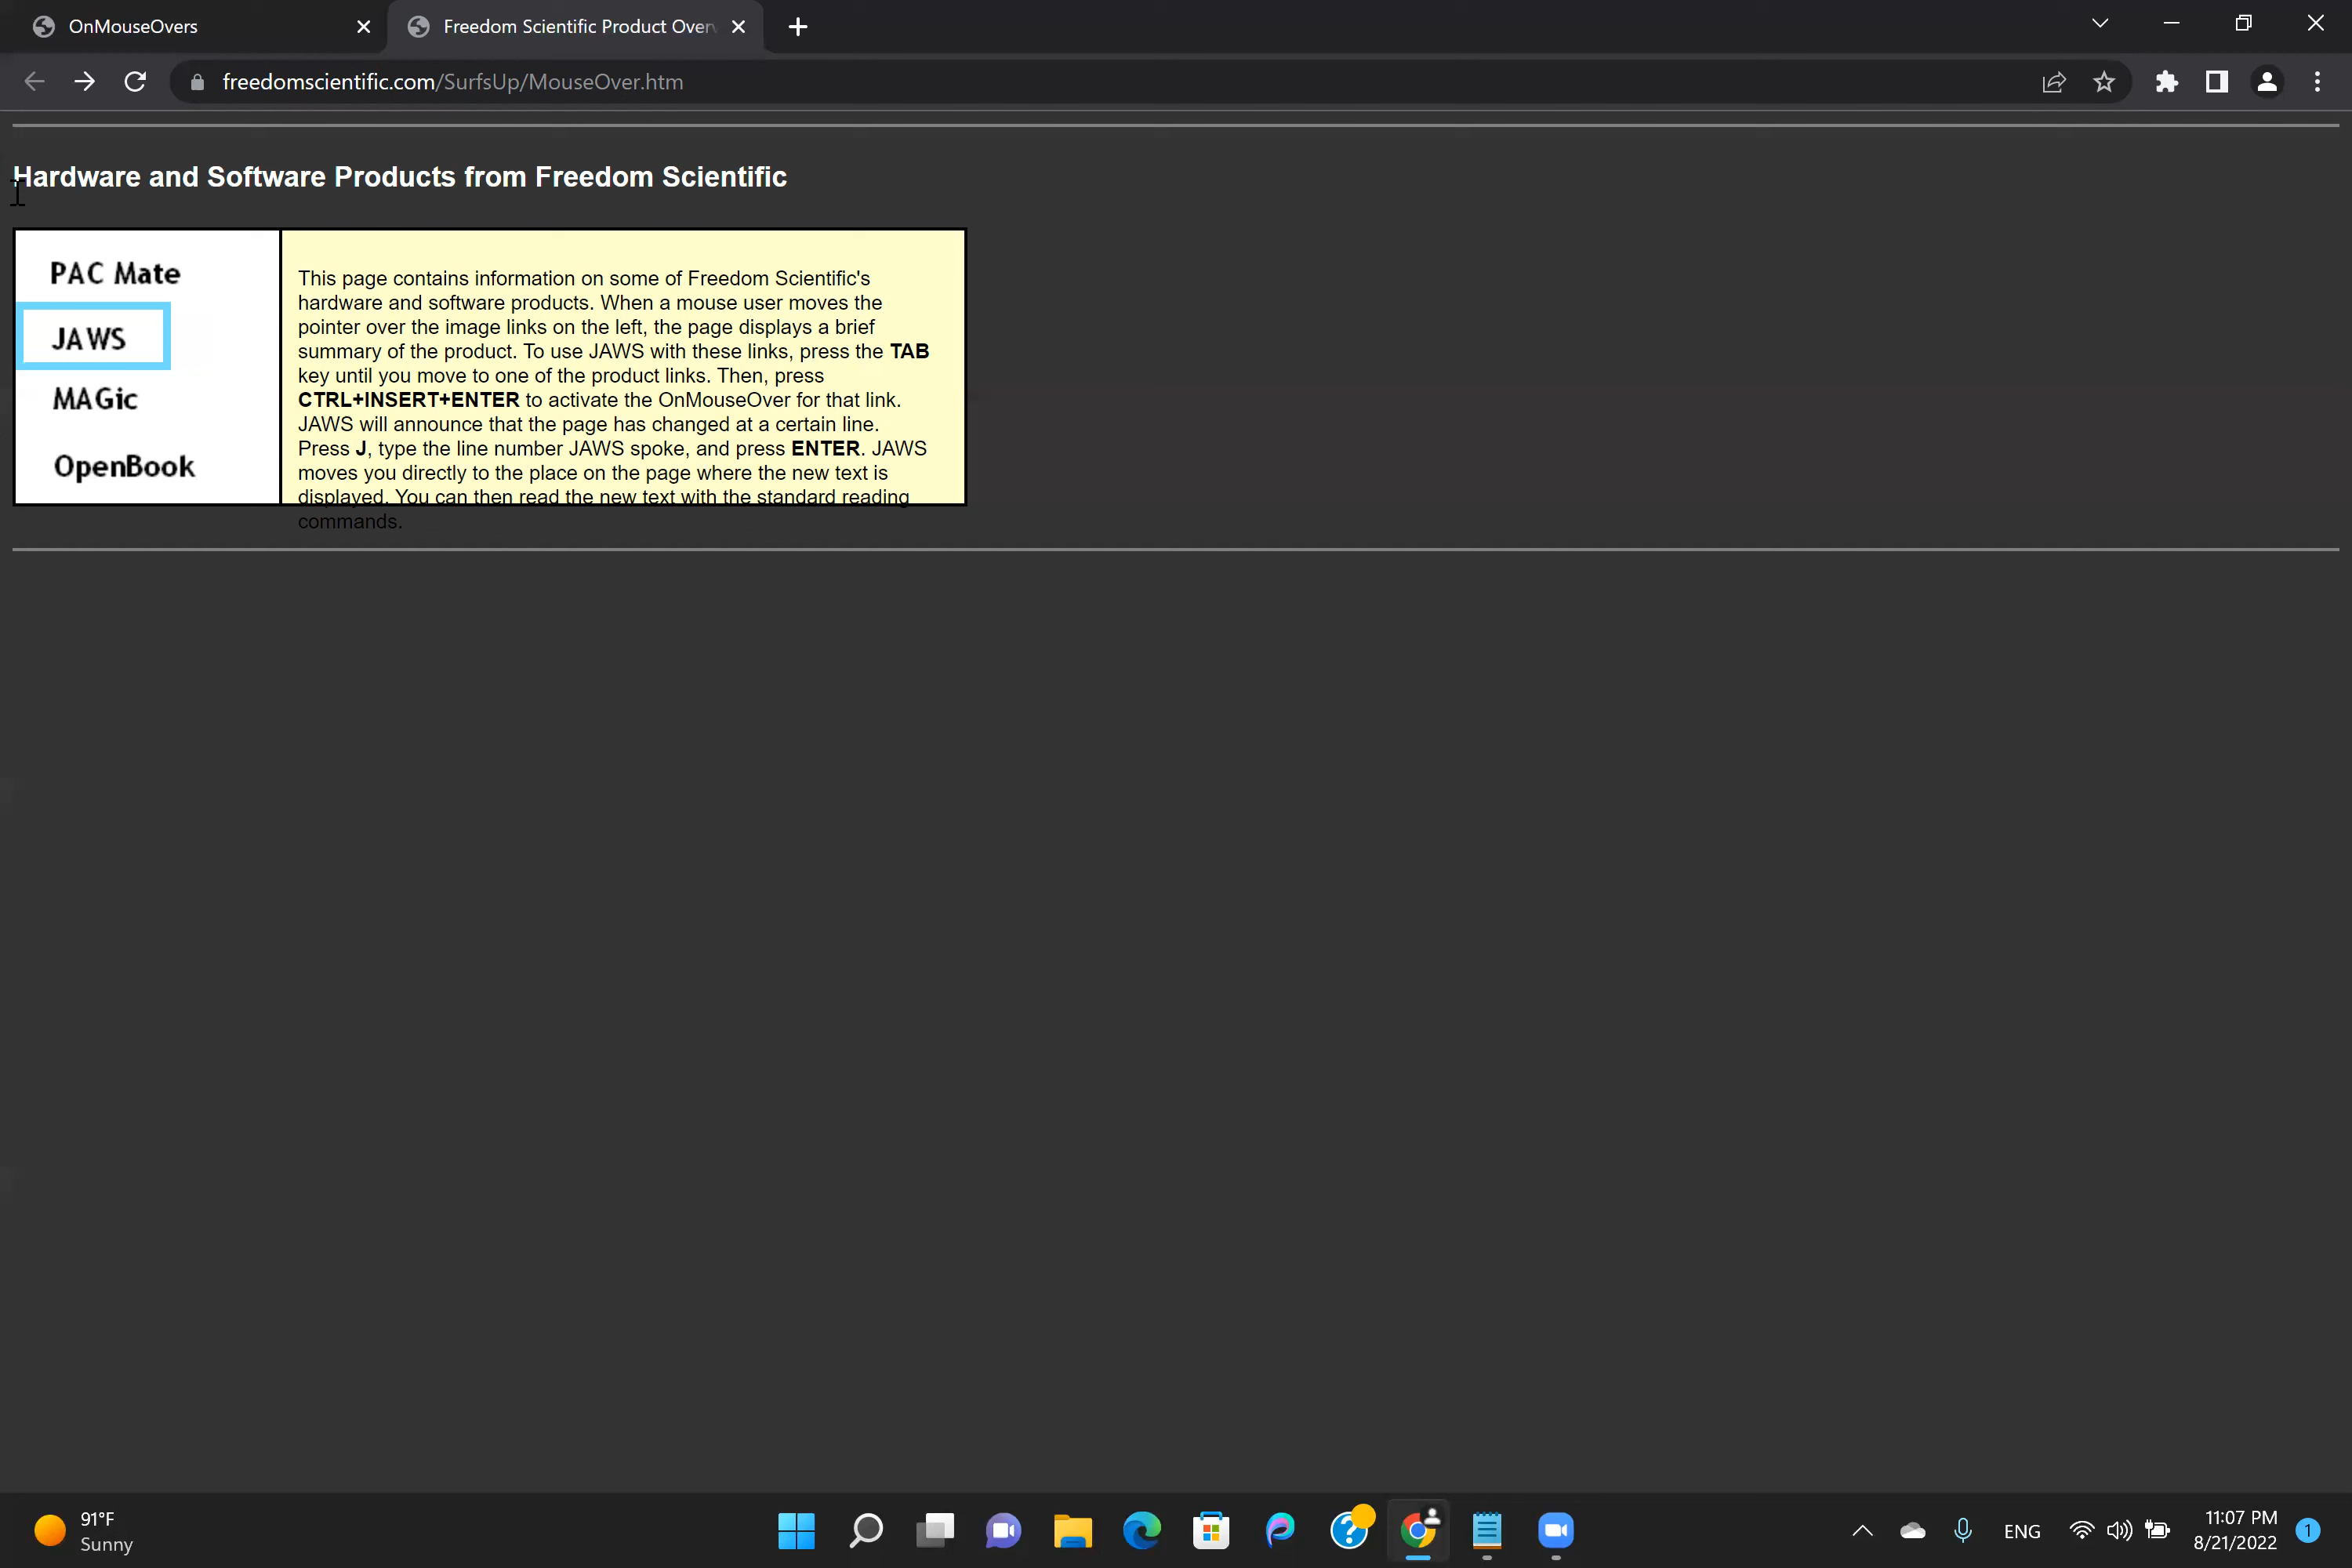 OnMouseOvers
Freedom Scientific Product Over
freedomscientific.com/SurfsUp/MouseOver.htm
Hardware and Software Products from Freedom Scientific
PAC Mate
JAWS
MAGic
OpenBook
This page contains information on some of Freedom Scientific's
hardware and software products. When a mouse user moves the
pointer over the image links on the left, the page displays a brief
summary of the product. To use JAWS with these links, press the TAB
key until you move to one of the product links. Then, press
CTRL+INSERT+ENTER to activate the OnMouseOver for that link.
JAWS will announce that the page has changed at a certain line.
Press J, type the line number JAWS spoke, and press ENTER. JAWS
moves you directly to the place on the page where the new text is
displayed. You can then read the new text with the standard reading
commands.
91°F
Sunny
ENG
11:07 PM
8/21/2022
1